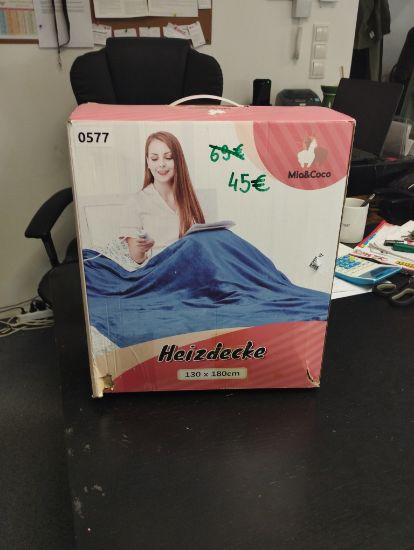 0577
69€
45€
Mia&Coco
Heizdecke
130 x 180cm